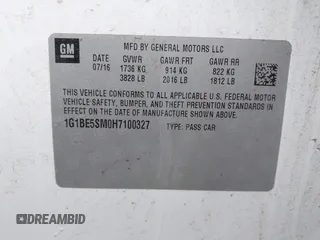 GM
MFD BY GENERAL MOTORS LLC
DATE GVWR GAWR FRT GAWR RR
07/16 1736 KG 914 KG 822 KG
3828 LB 2016 LB 1812 LB
THIS VEHICLE CONFORMS TO ALL APPLICABLE U.S. FEDERAL MOTOR
VEHICLE SAFETY, BUMPER, AND THEFT PREVENTION STANDARDS IN
EFFECT ON THE DATE OF MANUFACTURE SHOWN ABOVE.
1G1BE5SM0H7100327 TYPE: PASS CAR
DREAMBID